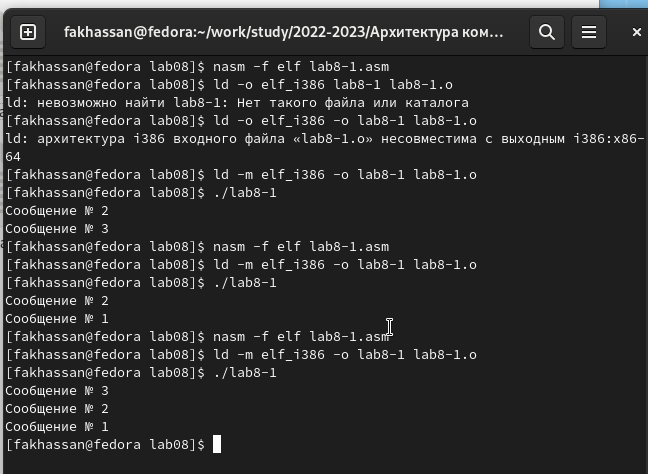 fakhassan@fedora:~/work/study/2022-2023/Архитектура ком…
[fakhassan@fedora lab08]$ nasm -f elf lab8-1.asm
[fakhassan@fedora lab08]$ ld -o elf_i386 lab8-1 lab8-1.o
ld: невозможно найти lab8-1: Нет такого файла или каталога
[fakhassan@fedora lab08]$ ld -o elf_i386 -o lab8-1 lab8-1.o
ld: архитектура i386 входного файла «lab8-1.o» несовместима с выходным i386:x86-
64
[fakhassan@fedora lab08]$ ld -m elf_i386 -o lab8-1 lab8-1.o
[fakhassan@fedora lab08]$ ./lab8-1
Сообщение № 2
Сообщение № 3
[fakhassan@fedora lab08]$ nasm -f elf lab8-1.asm
[fakhassan@fedora lab08]$ ld -m elf_i386 -o lab8-1 lab8-1.o
[fakhassan@fedora lab08]$ ./lab8-1
Сообщение № 2
Сообщение № 1
[fakhassan@fedora lab08]$ nasm -f elf lab8-1.asm
[fakhassan@fedora lab08]$ ld -m elf_i386 -o lab8-1 lab8-1.o
[fakhassan@fedora lab08]$ ./lab8-1
Сообщение № 3
Сообщение № 2
Сообщение № 1
[fakhassan@fedora lab08]$